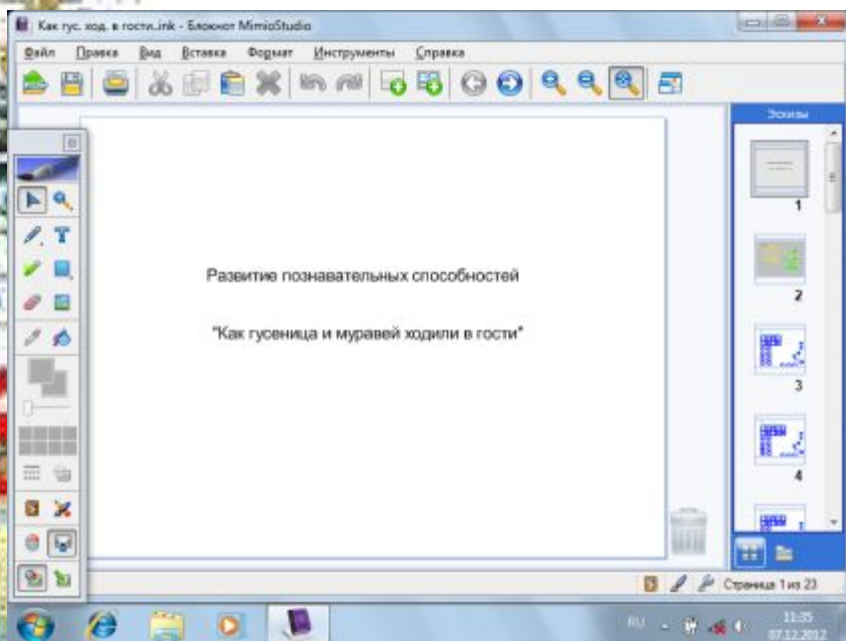 Как гус. ход. в гости..ink - Блокнот MimioStudio
Файл Правка Вид Вставка Формат Инструменты Справка
Эскизы
1
2
3
4
Развитие познавательных способностей
"Как гусеница и муравей ходили в гости"
Страница 1 из 23
RU
11:35
07.12.2012